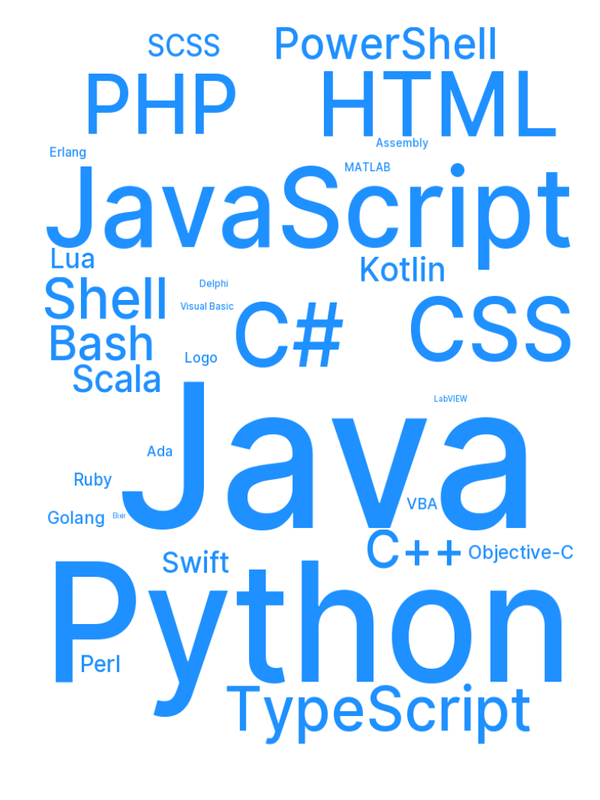 SCSS
PowerShell
PHP
HTML
Assembly
Erlang
MATLAB
JavaScript
Lua
Kotlin
Delphi
Shell
Visual Basic
C#
CSS
Bash
Logo
Scala
LabVIEW
Java
Ada
Ruby
VBA
Golang
Elixir
C++
Objective-C
Swift
Python
Perl
TypeScript